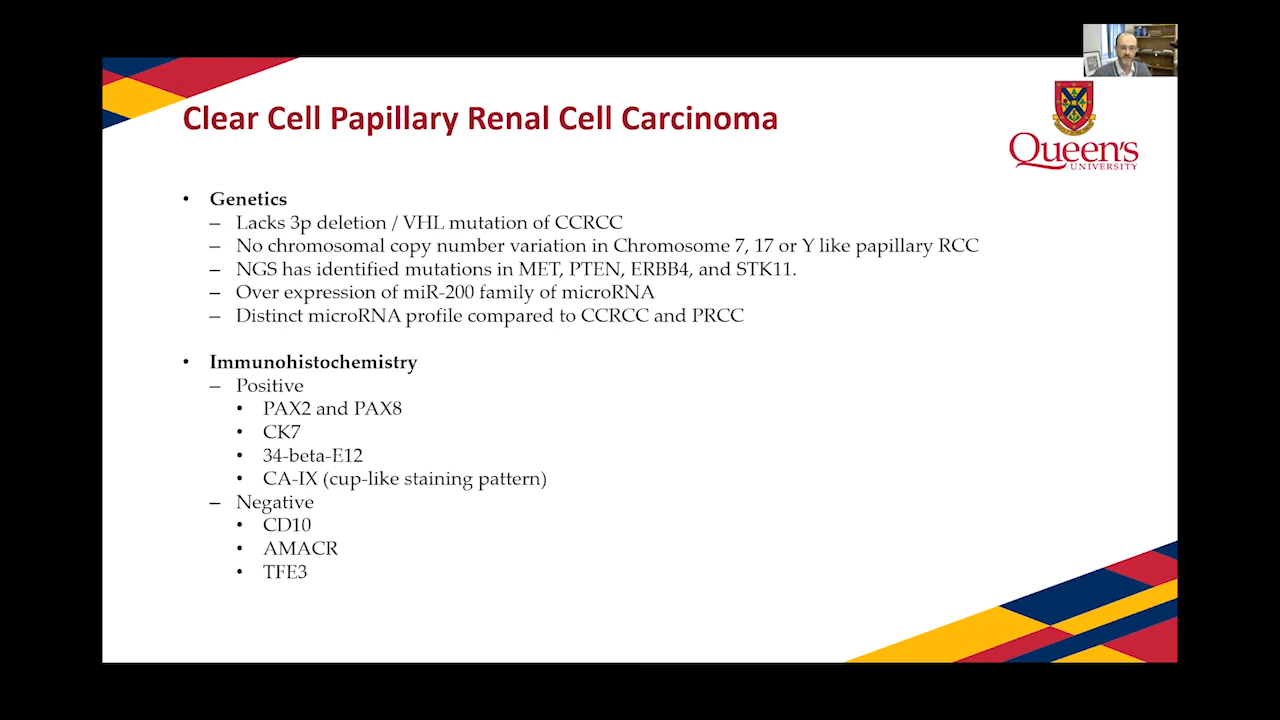 Clear Cell Papillary Renal Cell Carcinoma
Queen's
UNIVERSITY
• Genetics
– Lacks 3p deletion / VHL mutation of CCRCC
– No chromosomal copy number variation in Chromosome 7, 17 or Y like papillary RCC
– NGS has identified mutations in MET, PTEN, ERBB4, and STK11.
– Over expression of miR-200 family of microRNA
– Distinct microRNA profile compared to CCRCC and PRCC
• Immunohistochemistry
– Positive
• PAX2 and PAX8
• CK7
• 34-beta-E12
• CA-IX (cup-like staining pattern)
– Negative
• CD10
• AMACR
• TFE3